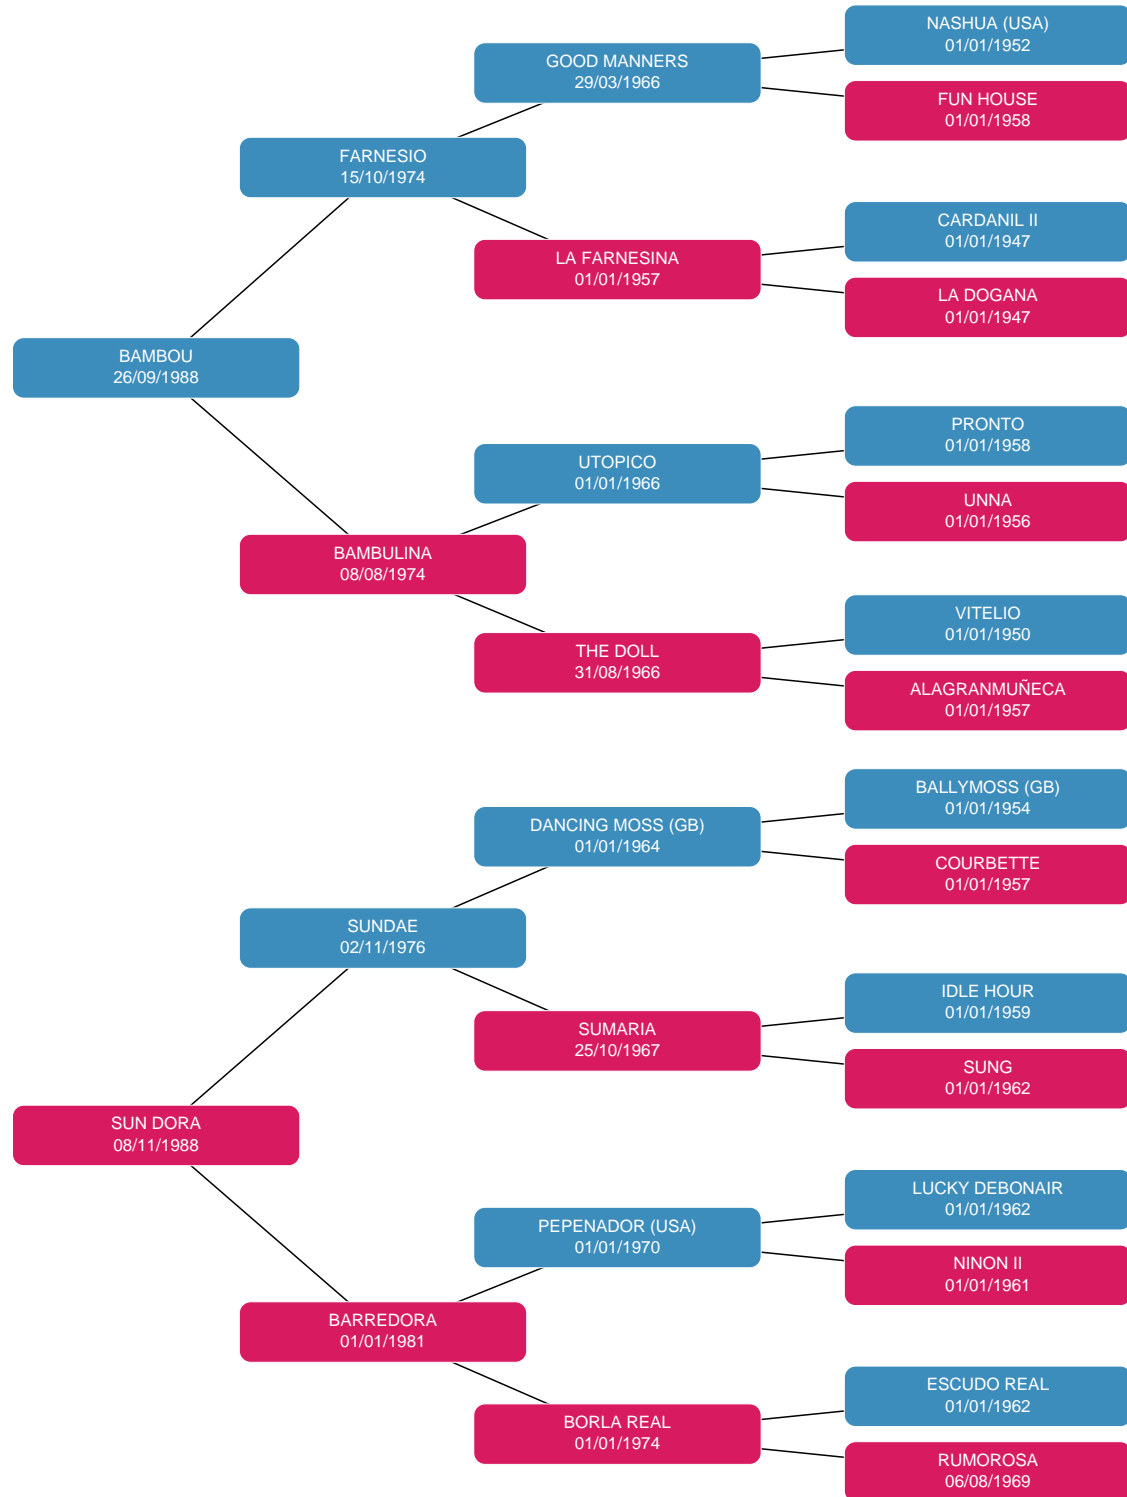 NASHUA (USA)
01/01/1952
GOOD MANNERS
29/03/1966
FUN HOUSE
01/01/1958
FARNESIO
15/10/1974
CARDANIL II
01/01/1947
LA FARNESINA
01/01/1957
LA DOGANA
01/01/1947
BAMBOU
26/09/1988
PRONTO
01/01/1958
UTOPICO
01/01/1966
UNNA
01/01/1956
BAMBULINA
08/08/1974
VITELIO
01/01/1950
THE DOLL
31/08/1966
ALAGRANMUÑECA
01/01/1957
BALLYMOSS (GB)
01/01/1954
DANCING MOSS (GB)
01/01/1964
COURBETTE
01/01/1957
SUNDAE
02/11/1976
IDLE HOUR
01/01/1959
SUMARIA
25/10/1967
SUNG
01/01/1962
SUN DORA
08/11/1988
LUCKY DEBONAIR
01/01/1962
PEPENADOR (USA)
01/01/1970
NINON II
01/01/1961
BARREDORA
01/01/1981
ESCUDO REAL
01/01/1962
BORLA REAL
01/01/1974
RUMOROSA
06/08/1969